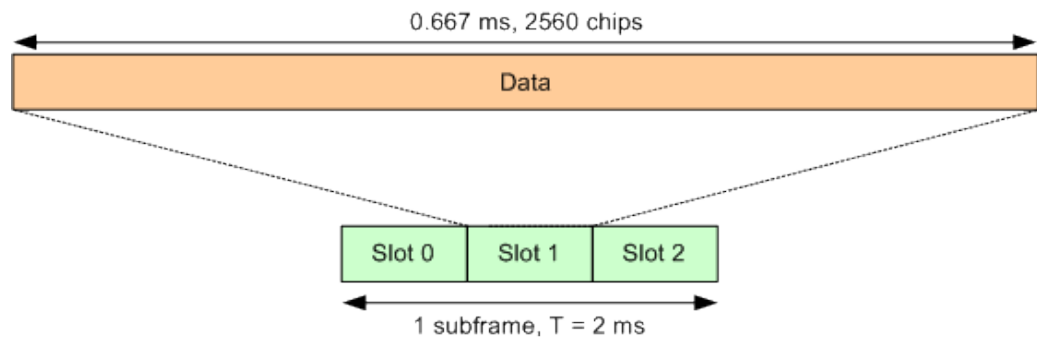 0.667 ms, 2560 chips
Data
Slot 0 Slot 1 Slot 2
1 subframe, T = 2 ms